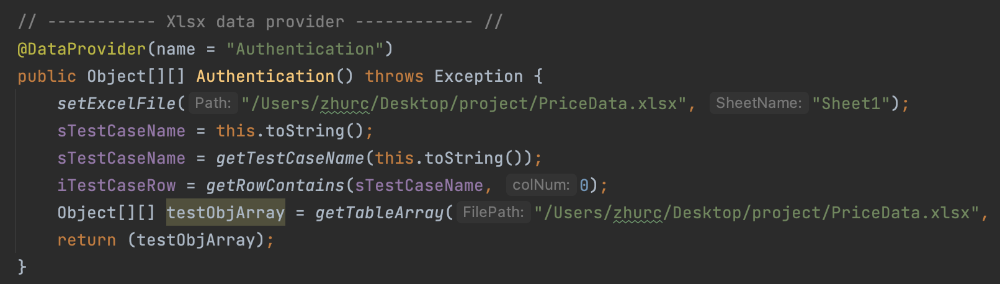 // ----------- Xlsx data provider ------------ //
@DataProvider(name = "Authentication")
public Object[][] Authentication() throws Exception {
setExcelFile( Path: "/Users/zhurc/Desktop/project/PriceData.xlsx", SheetName: "Sheet1");
sTestCaseName = this.toString();
sTestCaseName = getTestCaseName(this.toString());
iTestCaseRow = getRowContains(sTestCaseName, colNum: 0);
Object[][] testObjArray = getTableArray( FilePath: "/Users/zhurc/Desktop/project/PriceData.xlsx",
return (testObjArray);
}